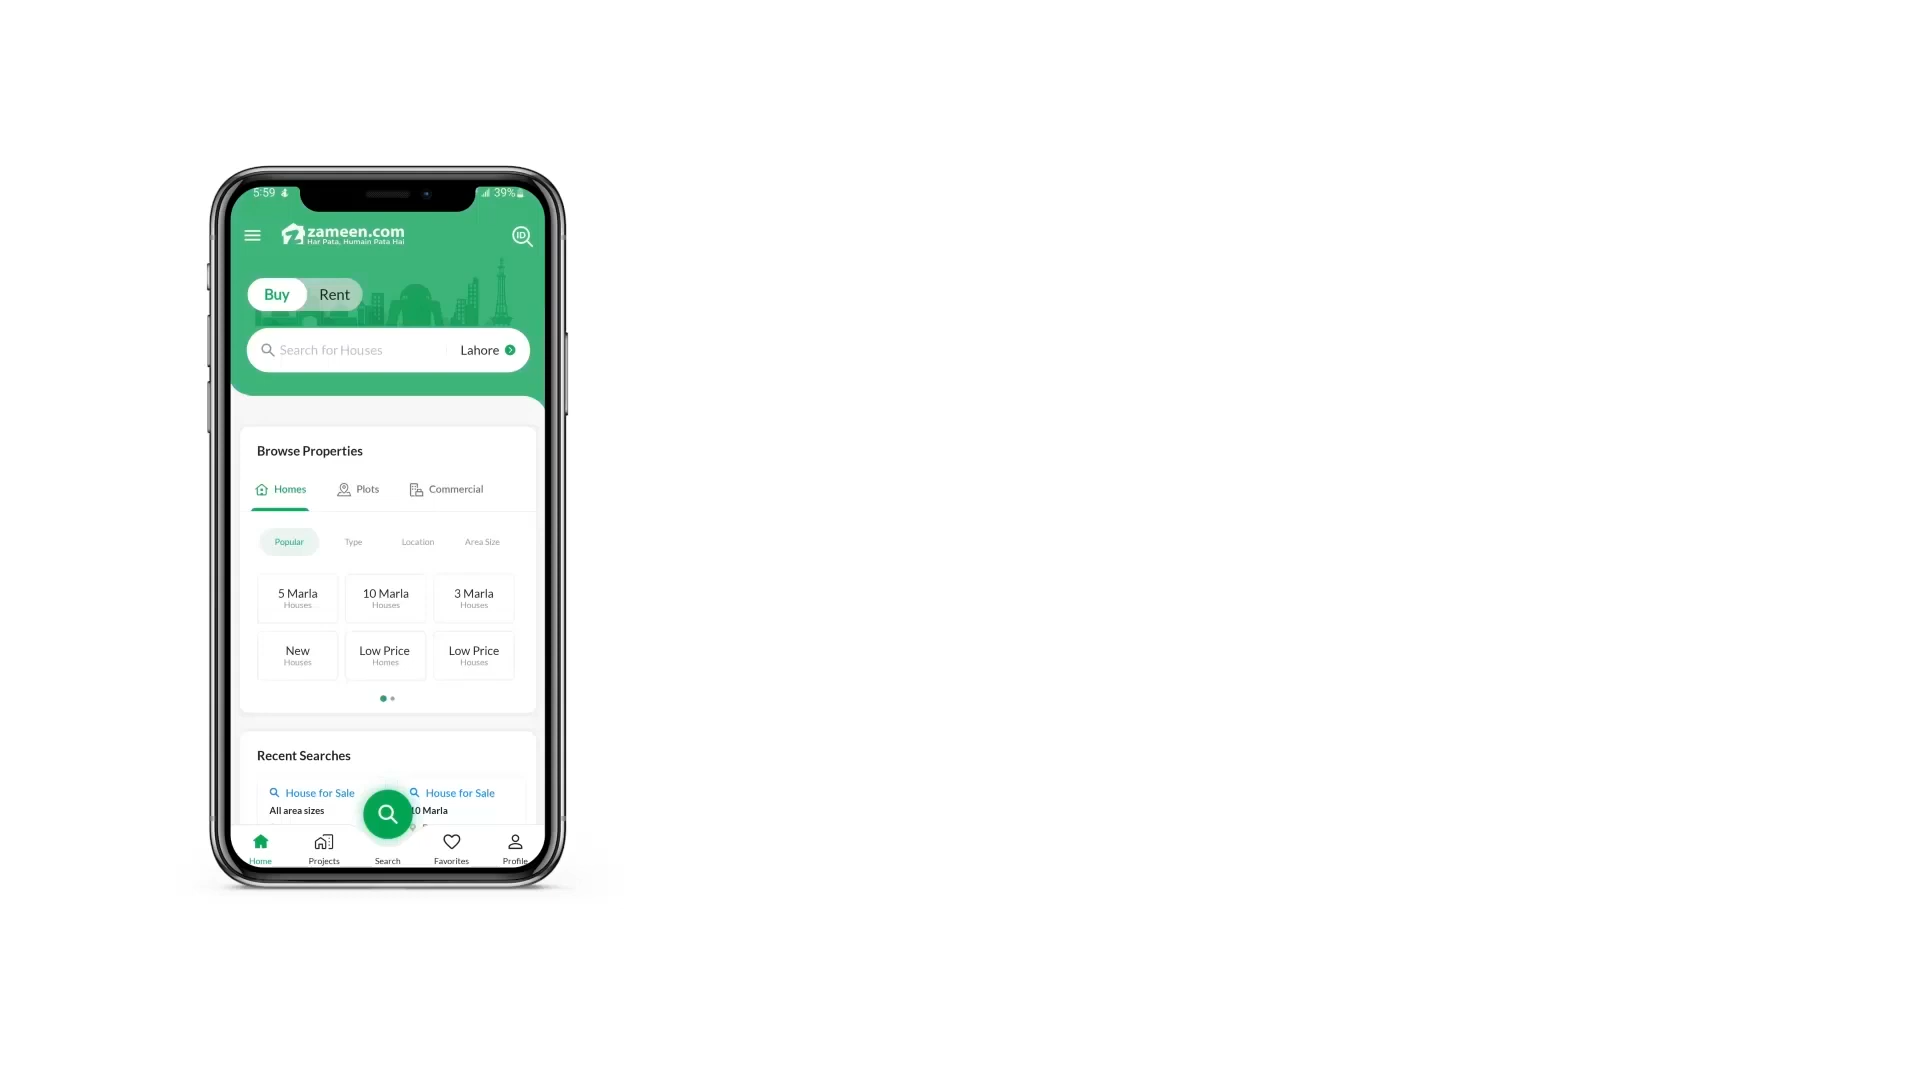 5:59 39%
zameen.com
Har Pata, Humain Pata Hai
ID
Buy Rent
Search for Houses Lahore
Browse Properties
Homes Plots Commercial
Popular Type Location Area Size
5 Marla 10 Marla 3 Marla
Houses Houses Houses
New Low Price Low Price
Houses Homes Houses
Recent Searches
House for Sale House for Sale
All area sizes 10 Marla
Home Projects Search Favorites Profile